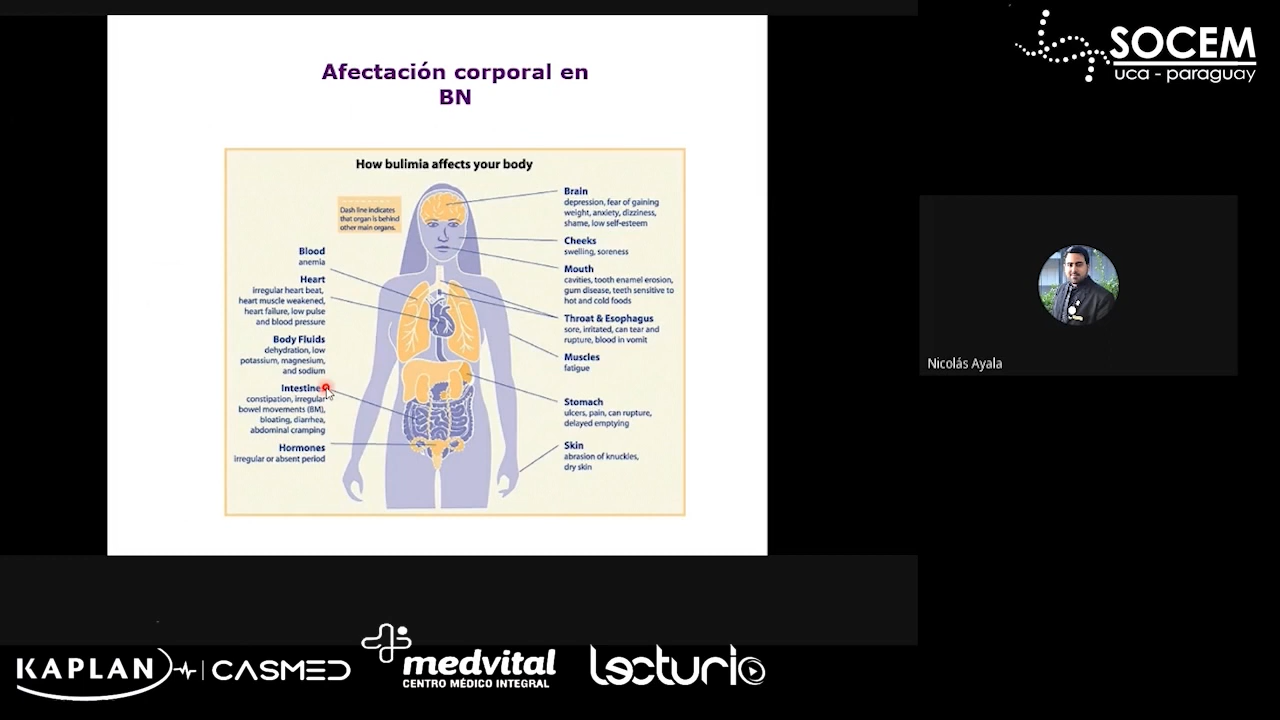 Afectación corporal en
BN
How bulimia affects your body
Dash line indicates
that organ is behind
other main organs.
Blood
anemia
Heart
irregular heart beat,
heart muscle weakened,
heart failure, low pulse
and blood pressure
Body Fluids
dehydration, low
potassium, magnesium,
and sodium
Intestines
constipation, irregular
bowel movements (BM),
bloating, diarrhea,
abdominal cramping
Hormones
irregular or absent period
Brain
depression, fear of gaining
weight, anxiety, dizziness,
shame, low self-esteem
Cheeks
swelling, soreness
Mouth
cavities, tooth enamel erosion,
gum disease, teeth sensitive to
hot and cold foods
Throat & Esophagus
sore, irritated, can tear and
rupture, blood in vomit
Muscles
fatigue
Stomach
ulcers, pain, can rupture,
delayed emptying
Skin
abrasion of knuckles,
dry skin
SOCEM
uca - paraguay
Nicolás Ayala
KAPLAN
CASMED
medvital
CENTRO MÉDICO INTEGRAL
lecturio